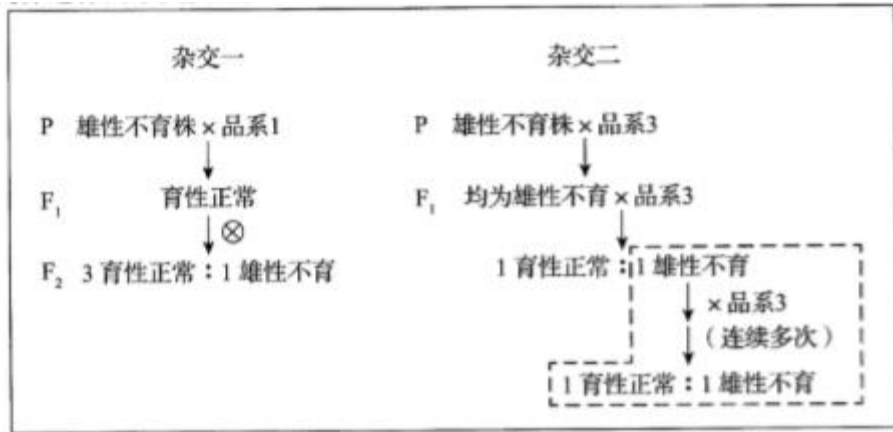 杂交一
P 雄性不育株×品系1
F₁ 育性正常
⊗
F₂ 3 育性正常：1 雄性不育
杂交二
P 雄性不育株×品系3
F₁ 均为雄性不育×品系3
1 育性正常：1 雄性不育
×品系3
（连续多次）
1 育性正常：1 雄性不育